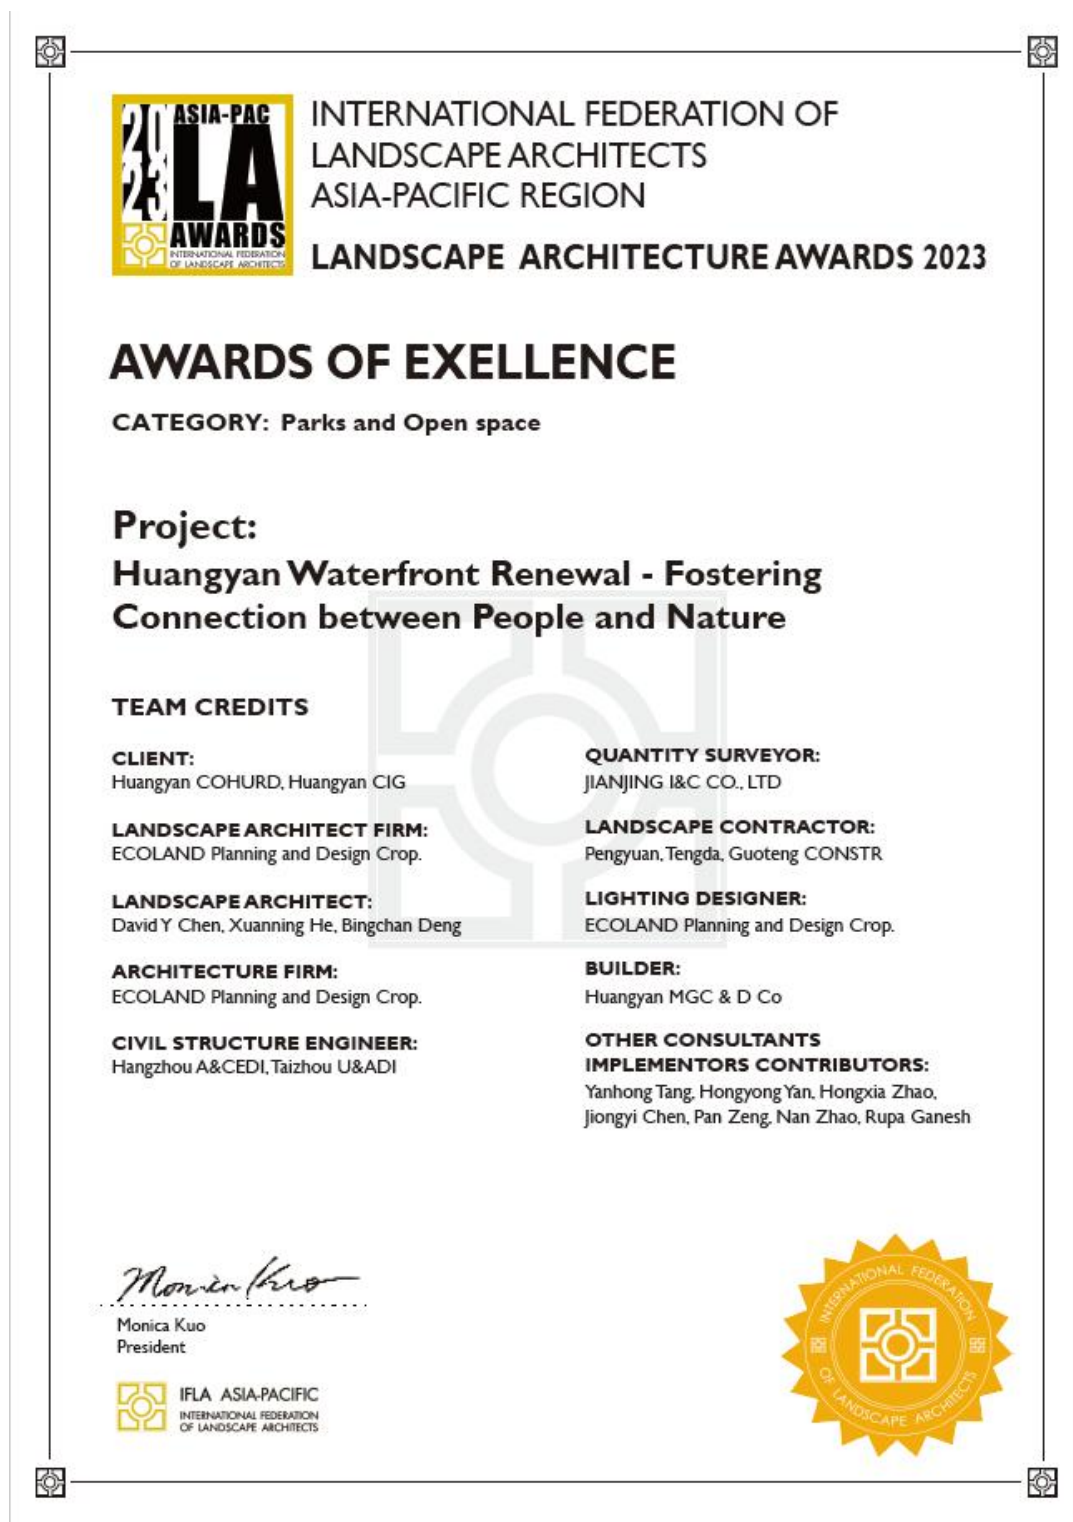 2023 ASIA-PAC
LA
AWARDS
INTERNATIONAL FEDERATION
OF LANDSCAPE ARCHITECTS
INTERNATIONAL FEDERATION OF
LANDSCAPE ARCHITECTS
ASIA-PACIFIC REGION
LANDSCAPE ARCHITECTURE AWARDS 2023
AWARDS OF EXELLENCE
CATEGORY: Parks and Open space
Project:
Huangyan Waterfront Renewal - Fostering
Connection between People and Nature
TEAM CREDITS
CLIENT:
Huangyan COHURD, Huangyan CIG
LANDSCAPE ARCHITECT FIRM:
ECOLAND Planning and Design Crop.
LANDSCAPE ARCHITECT:
David Y Chen, Xuanning He, Bingchan Deng
ARCHITECTURE FIRM:
ECOLAND Planning and Design Crop.
CIVIL STRUCTURE ENGINEER:
Hangzhou A&CEDI, Taizhou U&ADI
QUANTITY SURVEYOR:
JIANJING I&C CO., LTD
LANDSCAPE CONTRACTOR:
Pengyuan, Tengda, Guoteng CONSTR
LIGHTING DESIGNER:
ECOLAND Planning and Design Crop.
BUILDER:
Huangyan MGC & D Co
OTHER CONSULTANTS
IMPLEMENTORS CONTRIBUTORS:
Yanhong Tang, Hongyong Yan, Hongxia Zhao,
Jiongyi Chen, Pan Zeng, Nan Zhao, Rupa Ganesh
Monica Kuo
Monica Kuo
President
IFLA ASIA-PACIFIC
INTERNATIONAL FEDERATION
OF LANDSCAPE ARCHITECTS
INTERNATIONAL FEDERATION
OF LANDSCAPE ARCHITECTS